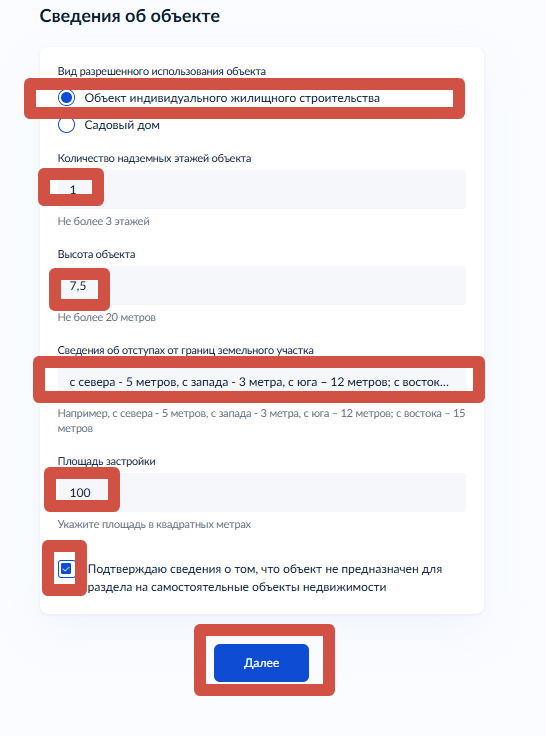 Сведения об объекте
Вид разрешенного использования объекта
Объект индивидуального жилищного строительства
Садовый дом
Количество надземных этажей объекта
1
Не более 3 этажей
Высота объекта
7,5
Не более 20 метров
Сведения об отступах от границ земельного участка
с севера - 5 метров, с запада - 3 метра, с юга – 12 метров; с восток...
Например, с севера - 5 метров, с запада - 3 метра, с юга – 12 метров; с востока – 15
метров
Площадь застройки
100
Укажите площадь в квадратных метрах
Подтверждаю сведения о том, что объект не предназначен для
раздела на самостоятельные объекты недвижимости
Далее